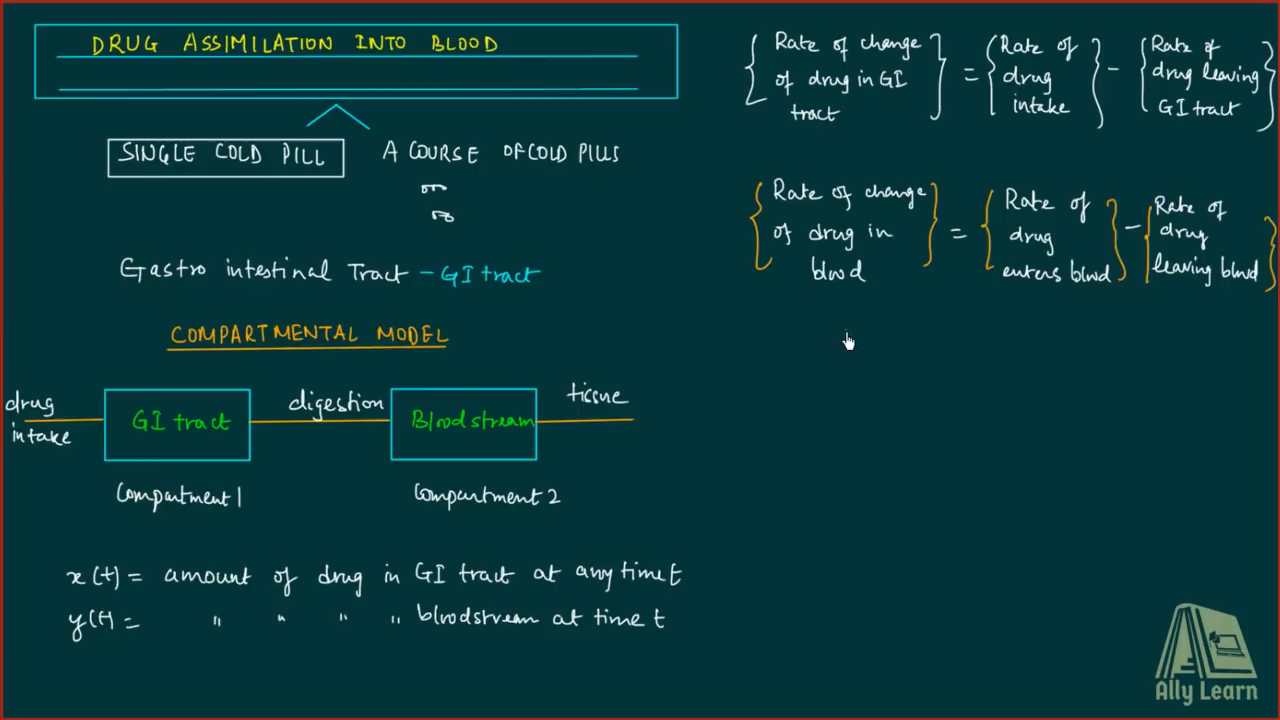 DRUG ASSIMILATION INTO BLOOD
SINGLE COLD PILL
A COURSE OF COLD PILLS
Gastro intestinal Tract - GI tract
COMPARTMENTAL MODEL
drug intake
GI tract
digestion
Bloodstream
tissue
Compartment 1
Compartment 2
x(t) = amount of drug in GI tract at any time t
y(t) = " " " " bloodstream at time t
{ Rate of change of drug in GI tract } = { Rate of drug intake } - { Rate of drug leaving GI tract }
{ Rate of change of drug in blood } = { Rate of drug enters blood } - { Rate of drug leaving blood }
Ally Learn